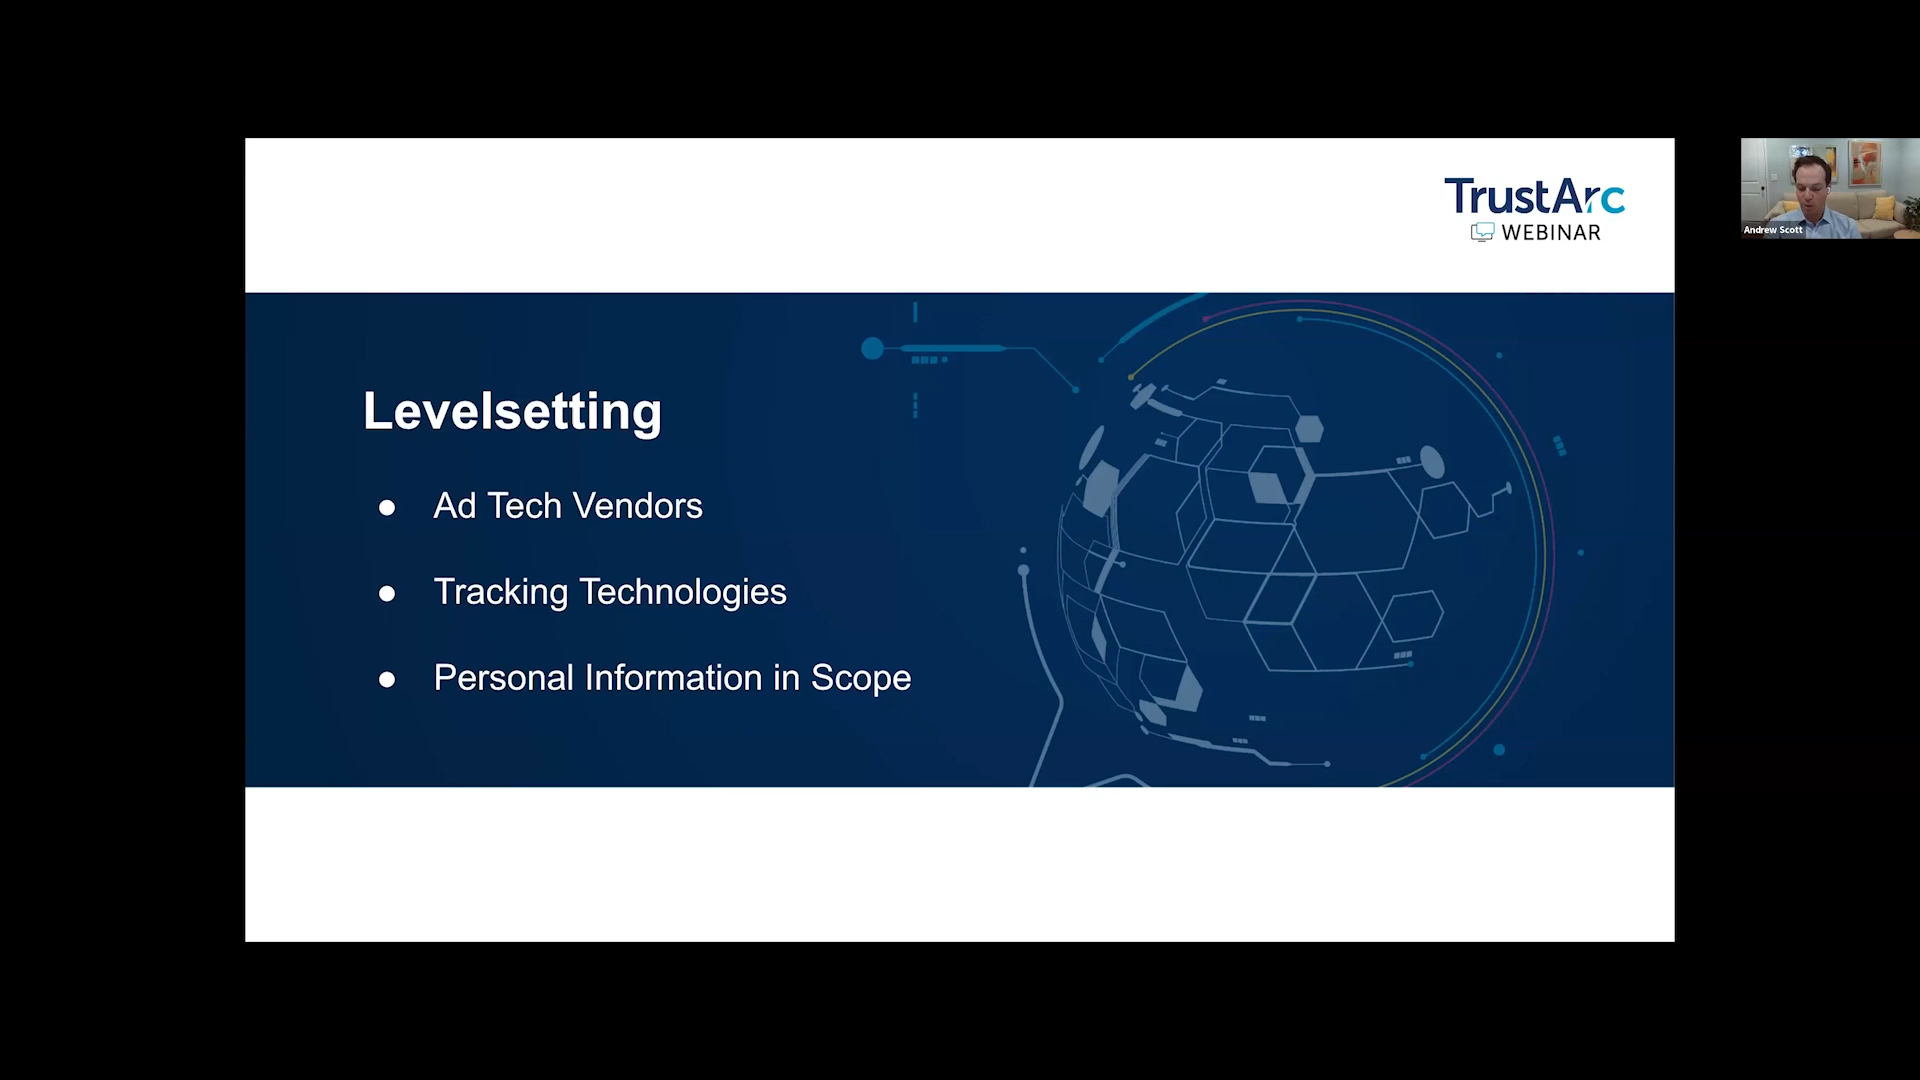 TrustArc
WEBINAR
Andrew Scott
Levelsetting
● Ad Tech Vendors
● Tracking Technologies
● Personal Information in Scope